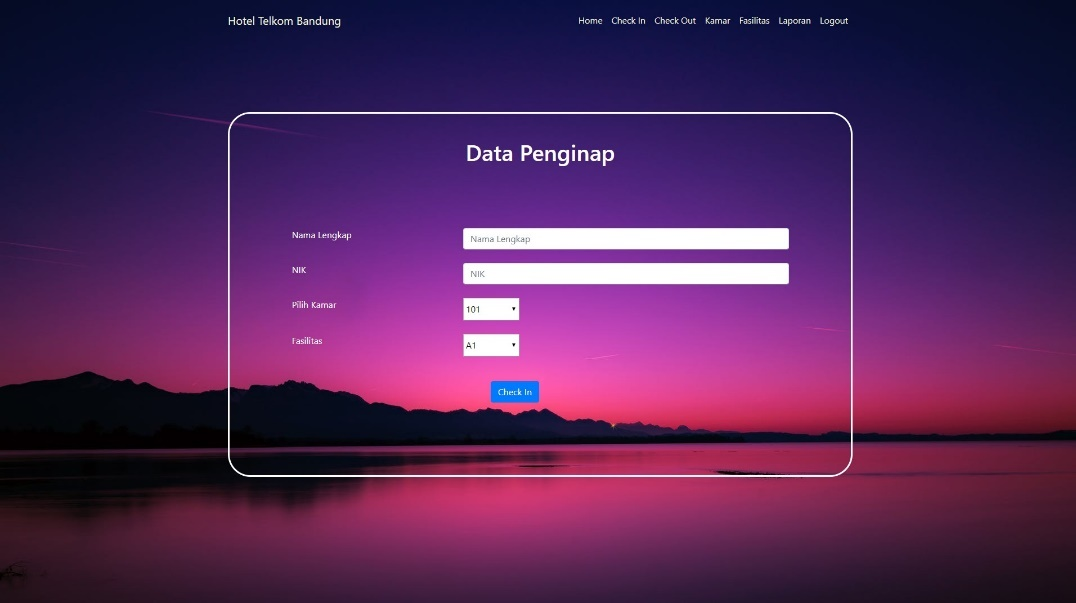 Hotel Telkom Bandung
Home Check In Check Out Kamar Fasilitas Laporan Logout
Data Penginap
Nama Lengkap Nama Lengkap
NIK NIK
Pilih Kamar 101
Fasilitas A1
Check In